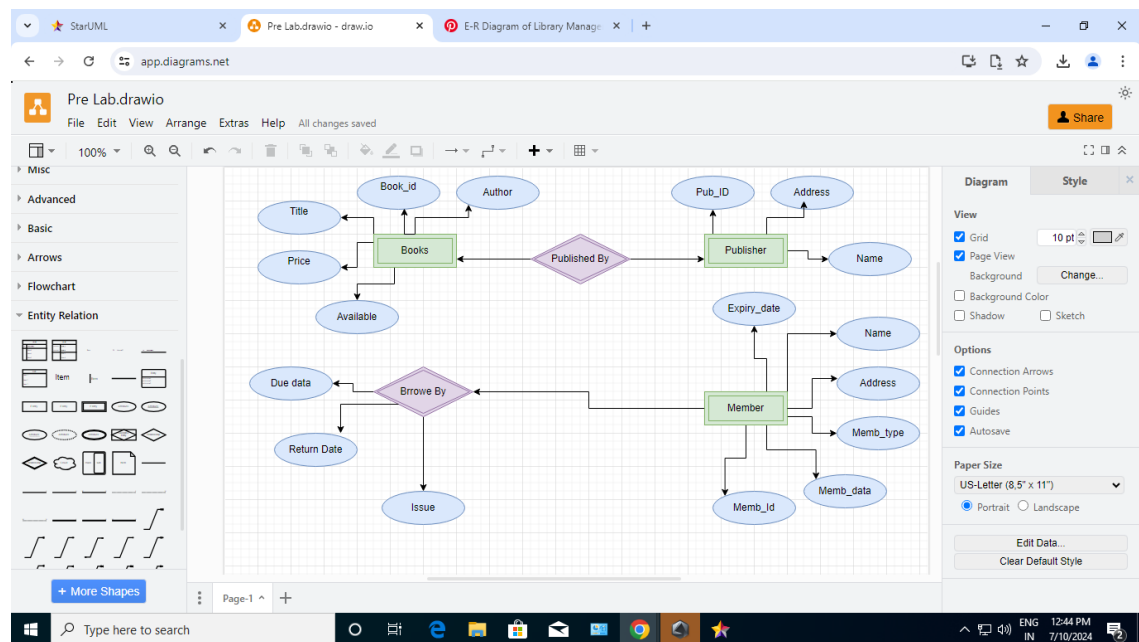 StarUML
Pre Lab.drawio - draw.io
E-R Diagram of Library Manage
app.diagrams.net
Pre Lab.drawio
File Edit View Arrange Extras Help All changes saved
Share
100%
Misc
Advanced
Basic
Arrows
Flowchart
Entity Relation
Item
+ More Shapes
Book_id
Author
Title
Books
Price
Available
Published By
Pub_ID
Address
Publisher
Name
Expiry_date
Name
Address
Member
Memb_type
Memb_data
Memb_Id
Due data
Brrowe By
Return Date
Issue
Diagram
Style
View
Grid
10 pt
Page View
Background
Change...
Background Color
Shadow
Sketch
Options
Connection Arrows
Connection Points
Guides
Autosave
Paper Size
US-Letter (8,5" x 11")
Portrait
Landscape
Edit Data...
Clear Default Style
Page-1
Type here to search
ENG
IN
12:44 PM
7/10/2024
2